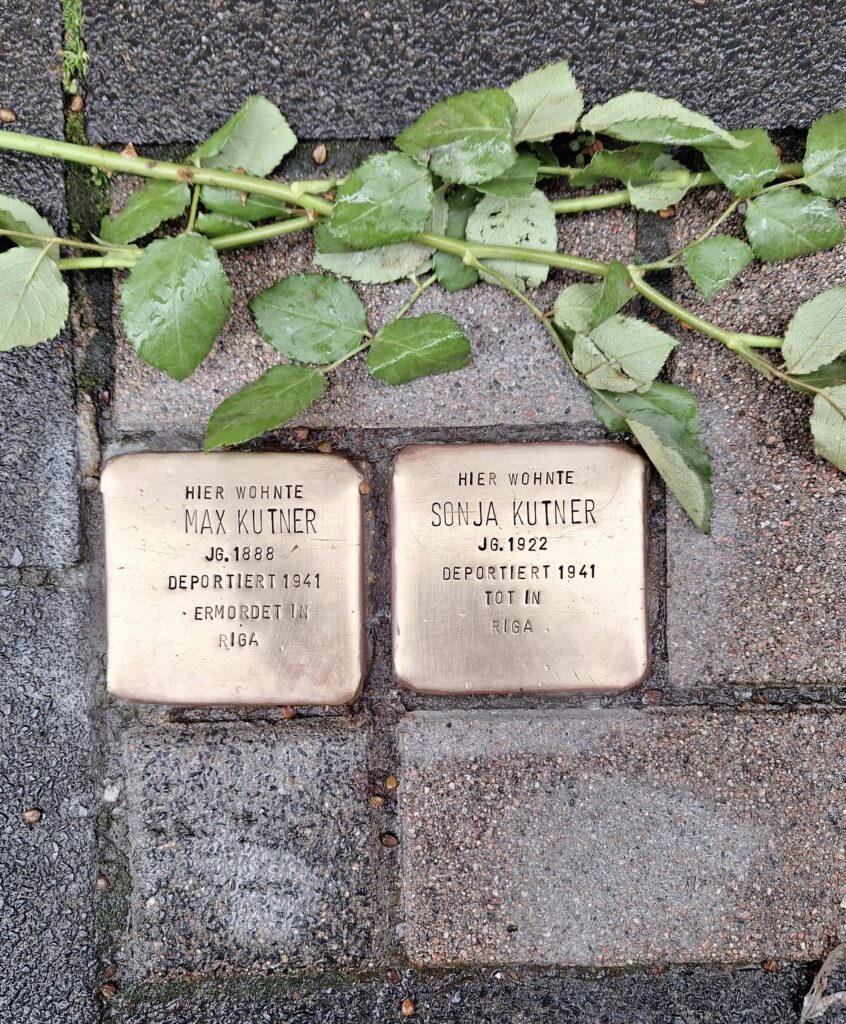 HIER WOHNTE
MAX KUTNER
JG. 1888
DEPORTIERT 1941
ERMORDET IN
RIGA
HIER WOHNTE
SONJA KUTNER
JG. 1922
DEPORTIERT 1941
TOT IN
RIGA